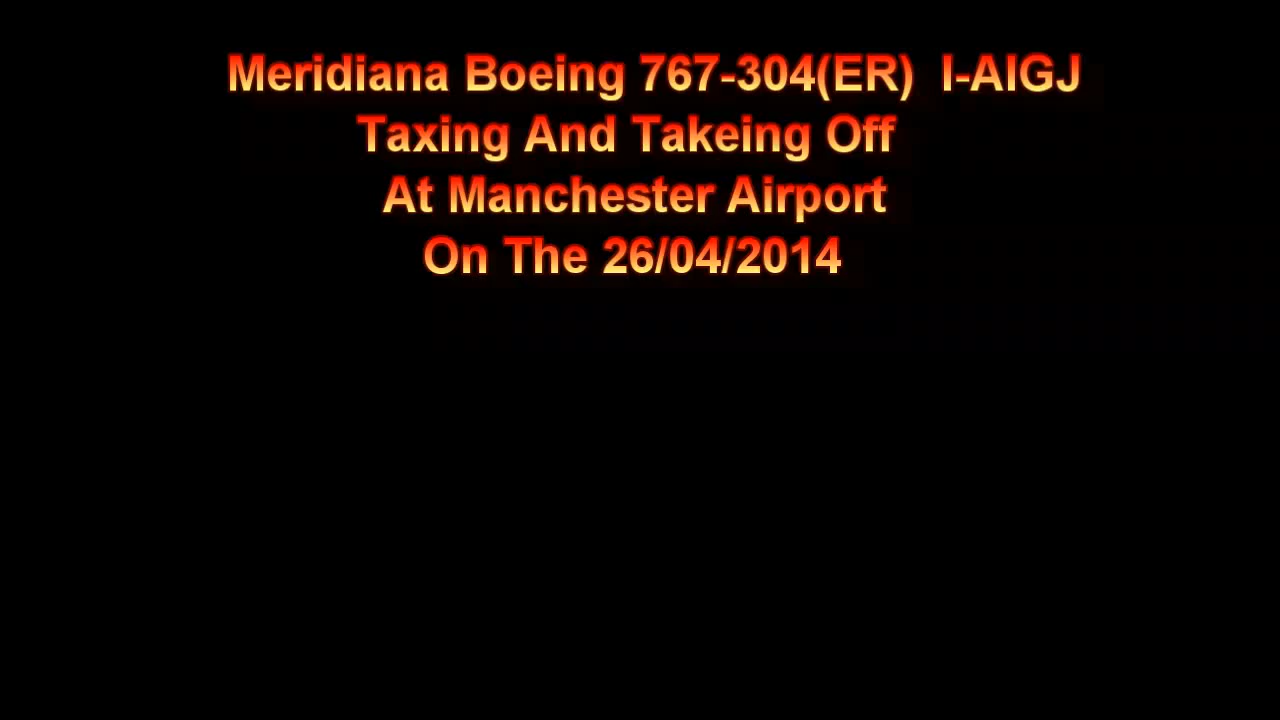 Meridiana Boeing 767-304(ER)  I-AIGJ
Taxing And Takeing Off
At Manchester Airport
On The 26/04/2014